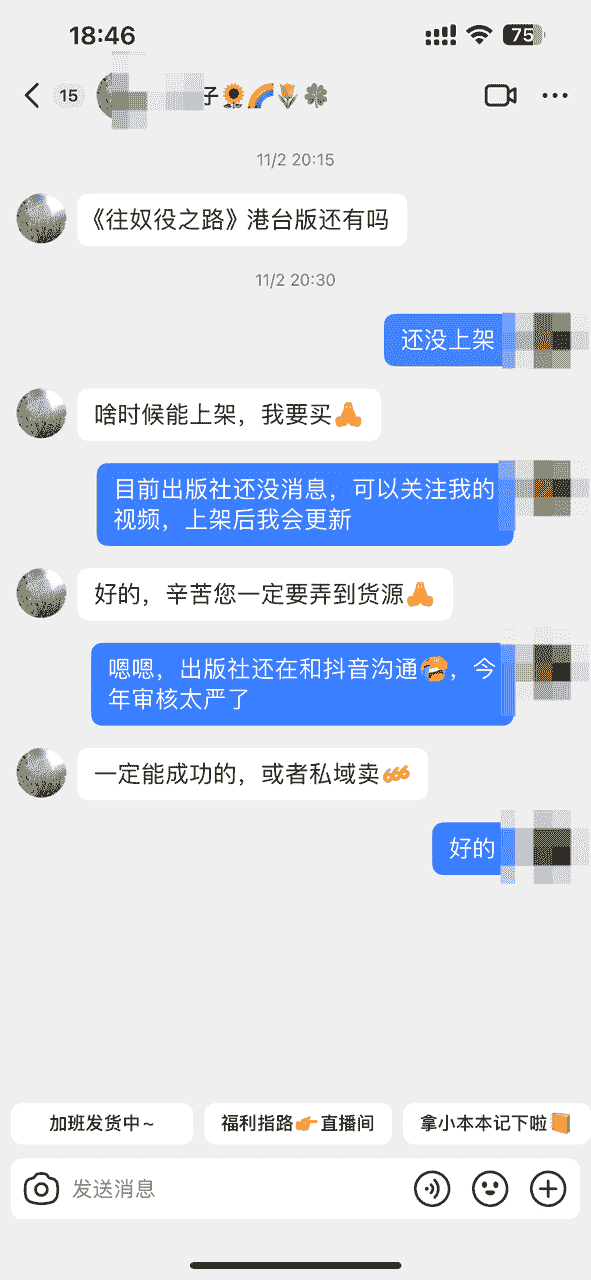 18:46
75
15
子🌻🌈🌷🍀
11/2 20:15
《往奴役之路》港台版还有吗
11/2 20:30
还没上架
啥时候能上架，我要买🙏
目前出版社还没消息，可以关注我的
视频，上架后我会更新
好的，辛苦您一定要弄到货源🙏
嗯嗯，出版社还在和抖音沟通，今
年审核太严了
一定能成功的，或者私域卖666
好的
加班发货中~
福利指路👉直播间
拿小本本记下啦📙
发送消息